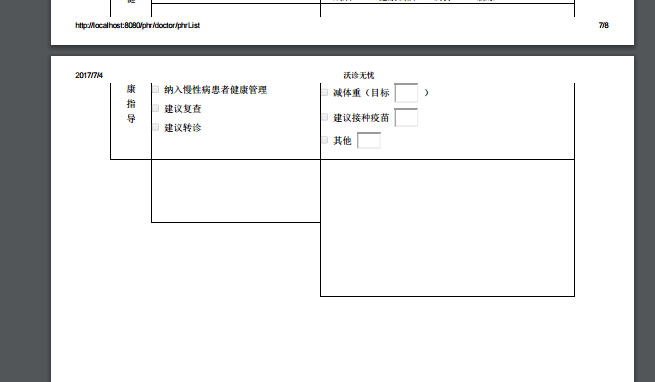 http://localhost:8080/phr/doctor/phrList 7/8
2017/7/4 沃诊无忧
康
指
导
纳入慢性病患者健康管理
建议复查
建议转诊
减体重（目标 ）
建议接种疫苗
其他